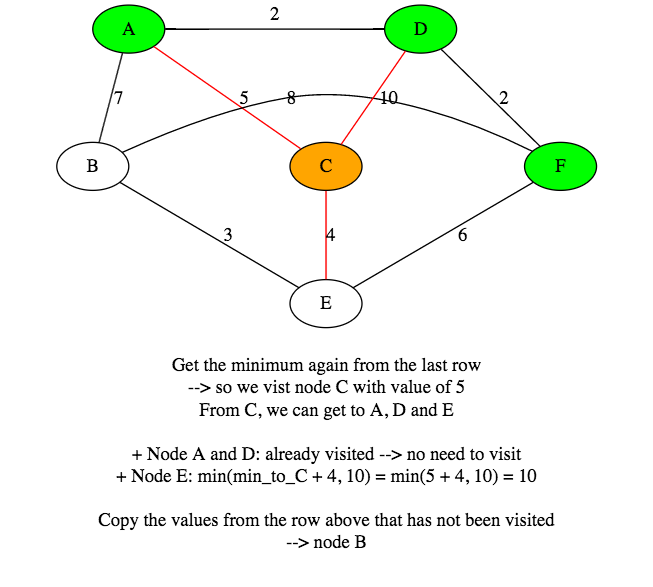 2
A
D
7
5
8
10
2
B
C
F
3
4
6
E
Get the minimum again from the last row
--> so we vist node C with value of 5
From C, we can get to A, D and E
+ Node A and D: already visited --> no need to visit
+ Node E: min(min_to_C + 4, 10) = min(5 + 4, 10) = 10
Copy the values from the row above that has not been visited
--> node B